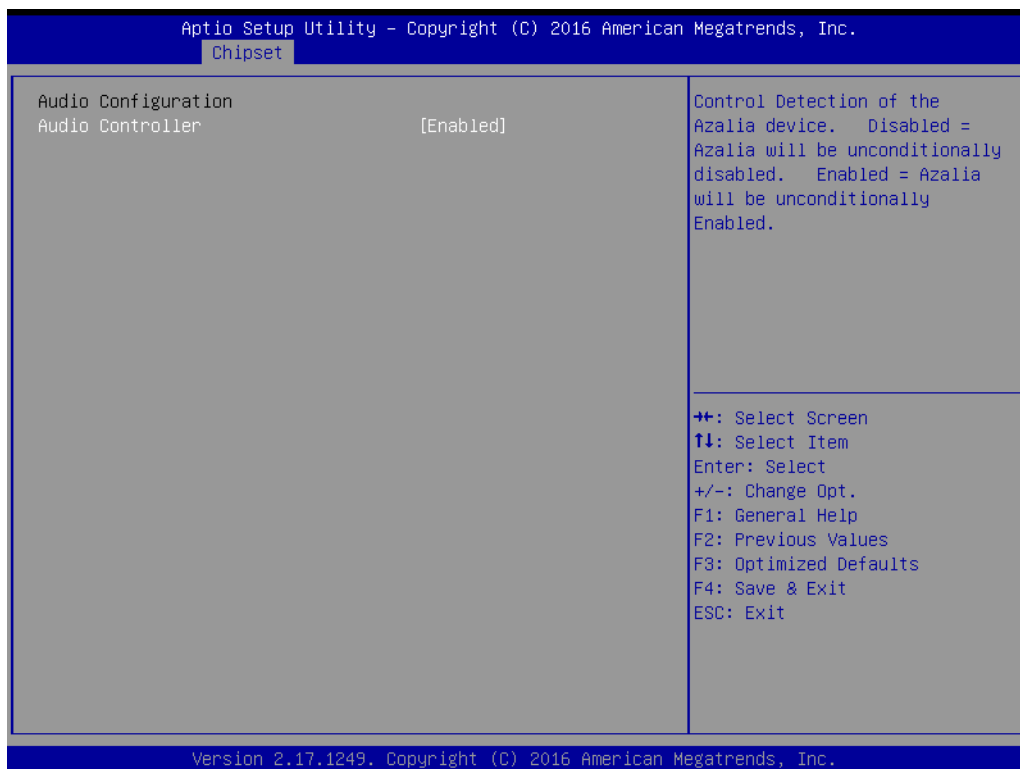 Aptio Setup Utility – Copyright (C) 2016 American Megatrends, Inc.
Chipset
Audio Configuration
Audio Controller [Enabled]
Control Detection of the
Azalia device. Disabled =
Azalia will be unconditionally
disabled. Enabled = Azalia
will be unconditionally
Enabled.
→←: Select Screen
↑↓: Select Item
Enter: Select
+/-: Change Opt.
F1: General Help
F2: Previous Values
F3: Optimized Defaults
F4: Save & Exit
ESC: Exit
Version 2.17.1249. Copyright (C) 2016 American Megatrends, Inc.